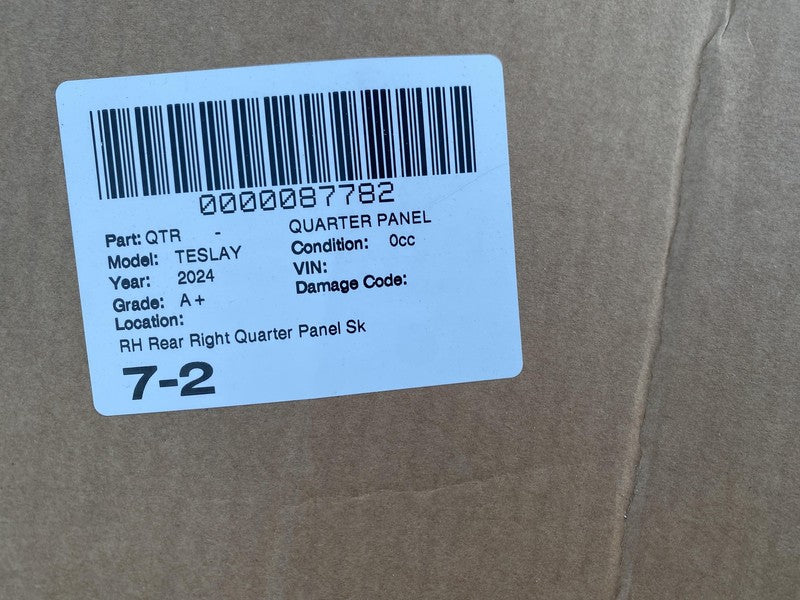 0000087782
Part: QTR - QUARTER PANEL
Model: TESLAY Condition: 0cc
Year: 2024 VIN:
Grade: A+ Damage Code:
Location:
RH Rear Right Quarter Panel Sk
7-2